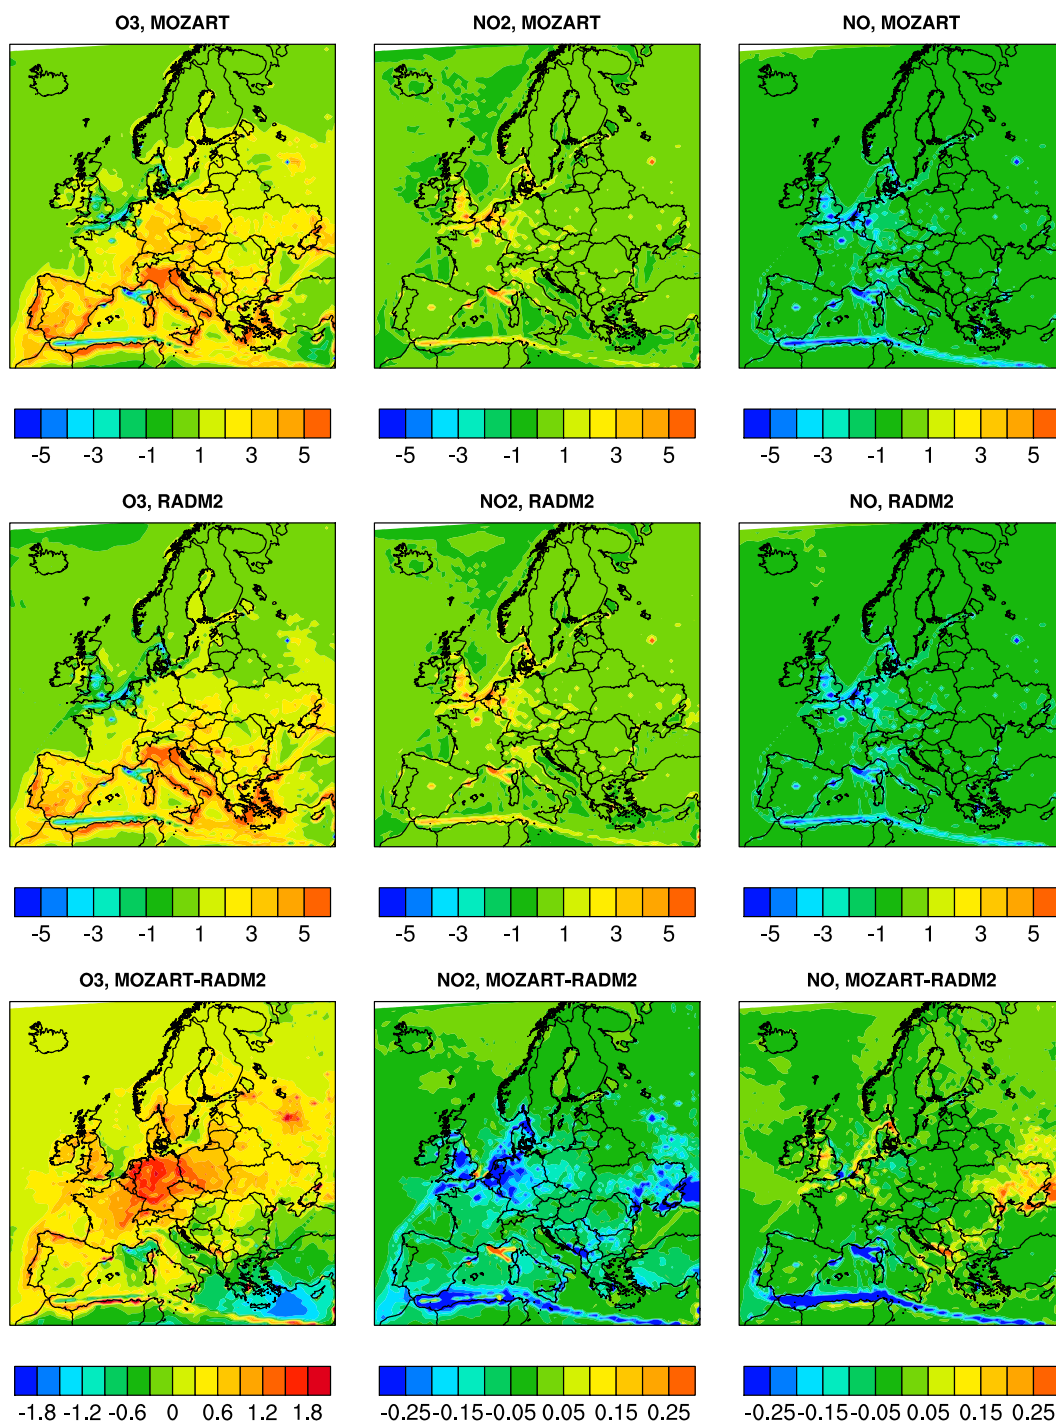 O3, MOZART NO2, MOZART NO, MOZART
-5 -3 -1 1 3 5 -5 -3 -1 1 3 5 -5 -3 -1 1 3 5
O3, RADM2 NO2, RADM2 NO, RADM2
-5 -3 -1 1 3 5 -5 -3 -1 1 3 5 -5 -3 -1 1 3 5
O3, MOZART-RADM2 NO2, MOZART-RADM2 NO, MOZART-RADM2
-1.8 -1.2 -0.6 0 0.6 1.2 1.8 -0.25 -0.15 -0.05 0.05 0.15 0.25 -0.25 -0.15 -0.05 0.05 0.15 0.25